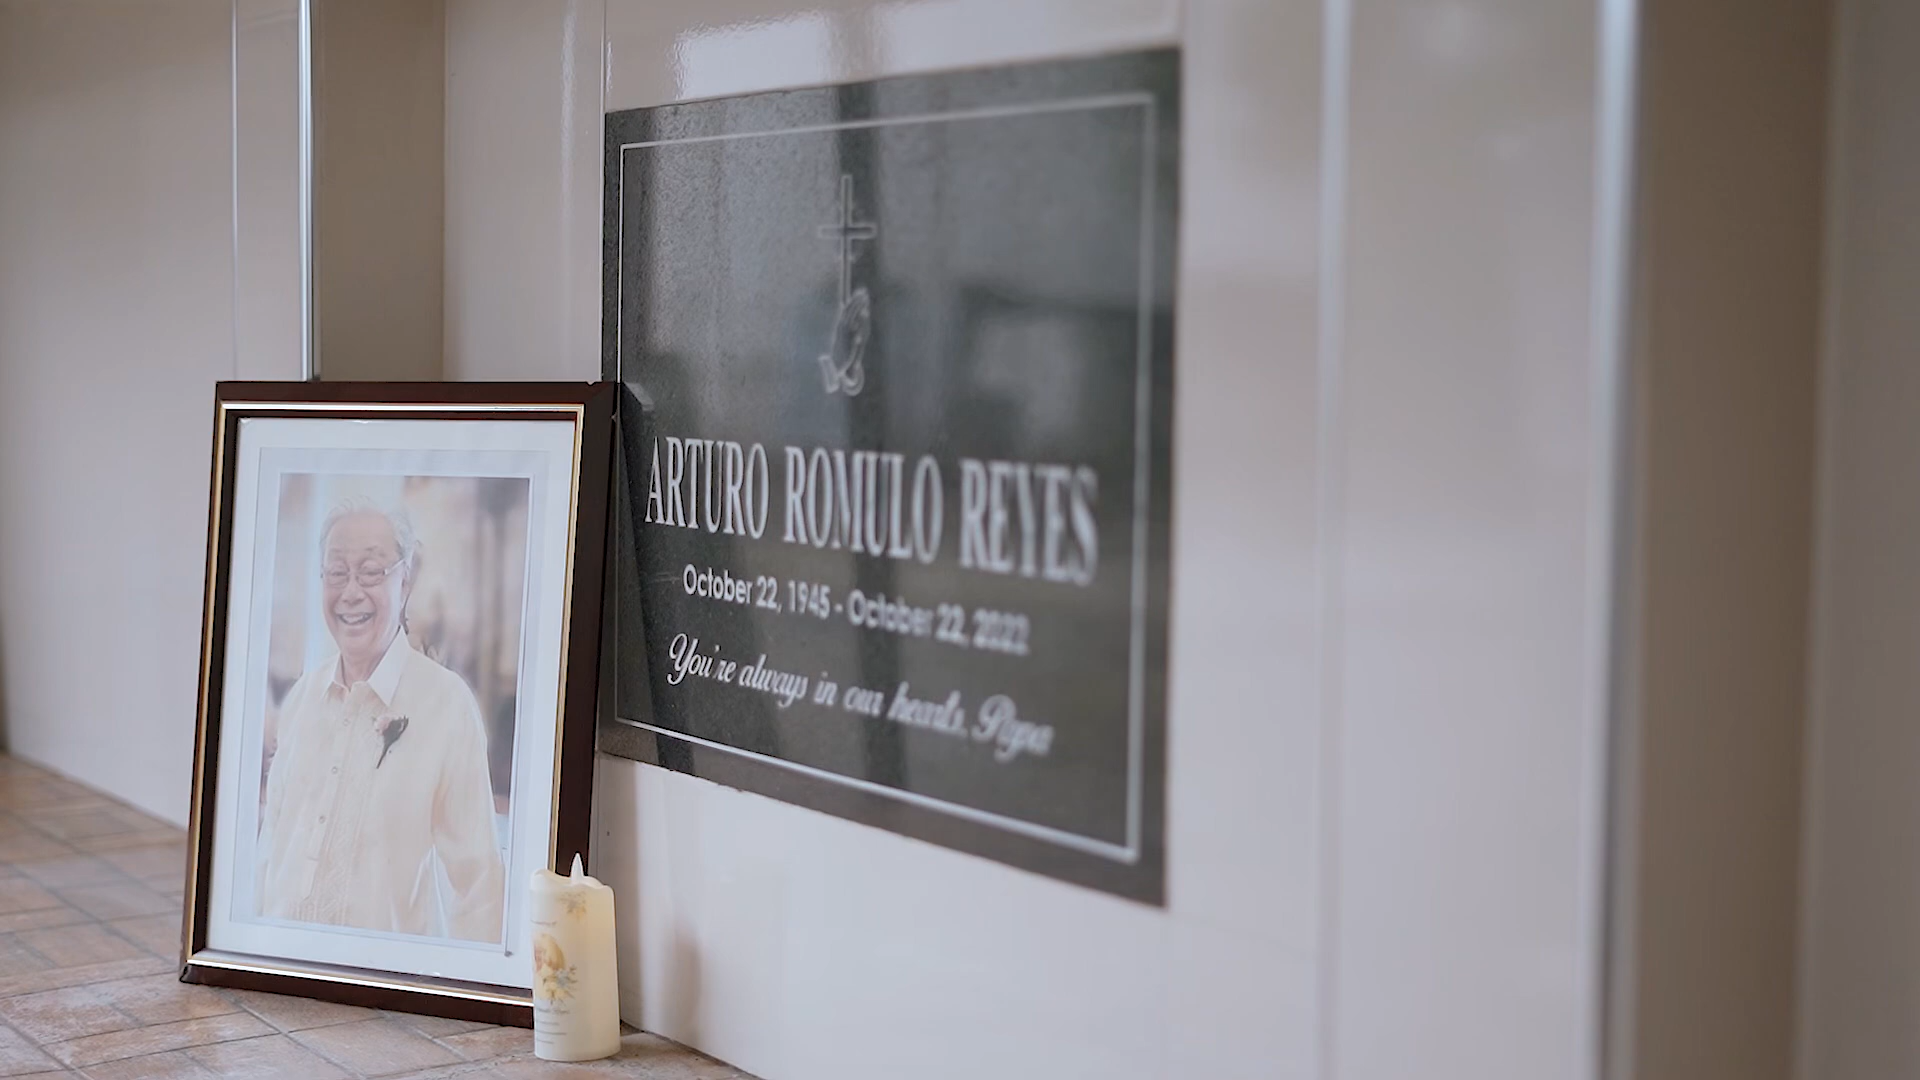 ARTURO ROMULO REYES
October 22, 1945 - October 22, 2022
You're always in our hearts, Papa